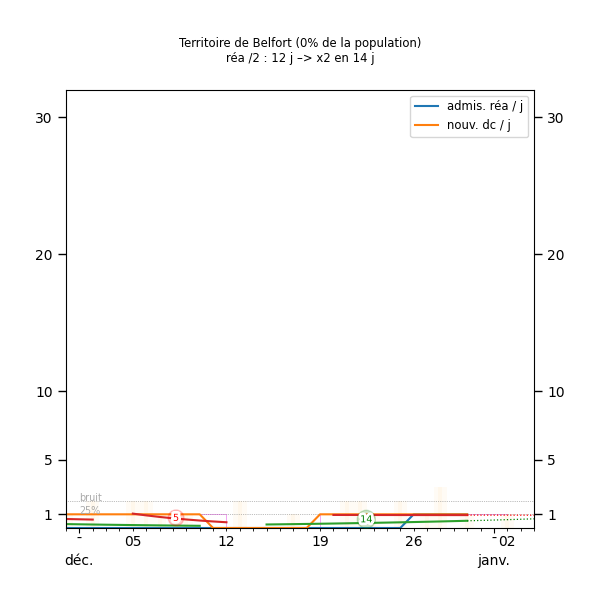 Territoire de Belfort (0% de la population)
réa /2 : 12 j –> x2 en 14 j
admis. réa / j
nouv. dc / j
30 30
20 20
10 10
5 5
bruit
25%
1 1
5 14
- 05 12 19 26 - 02
déc. janv.